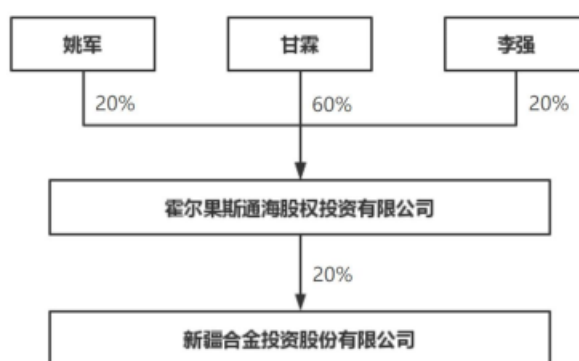 姚军
甘霖
李强
20%
60%
20%
霍尔果斯通海股权投资有限公司
20%
新疆合金投资股份有限公司